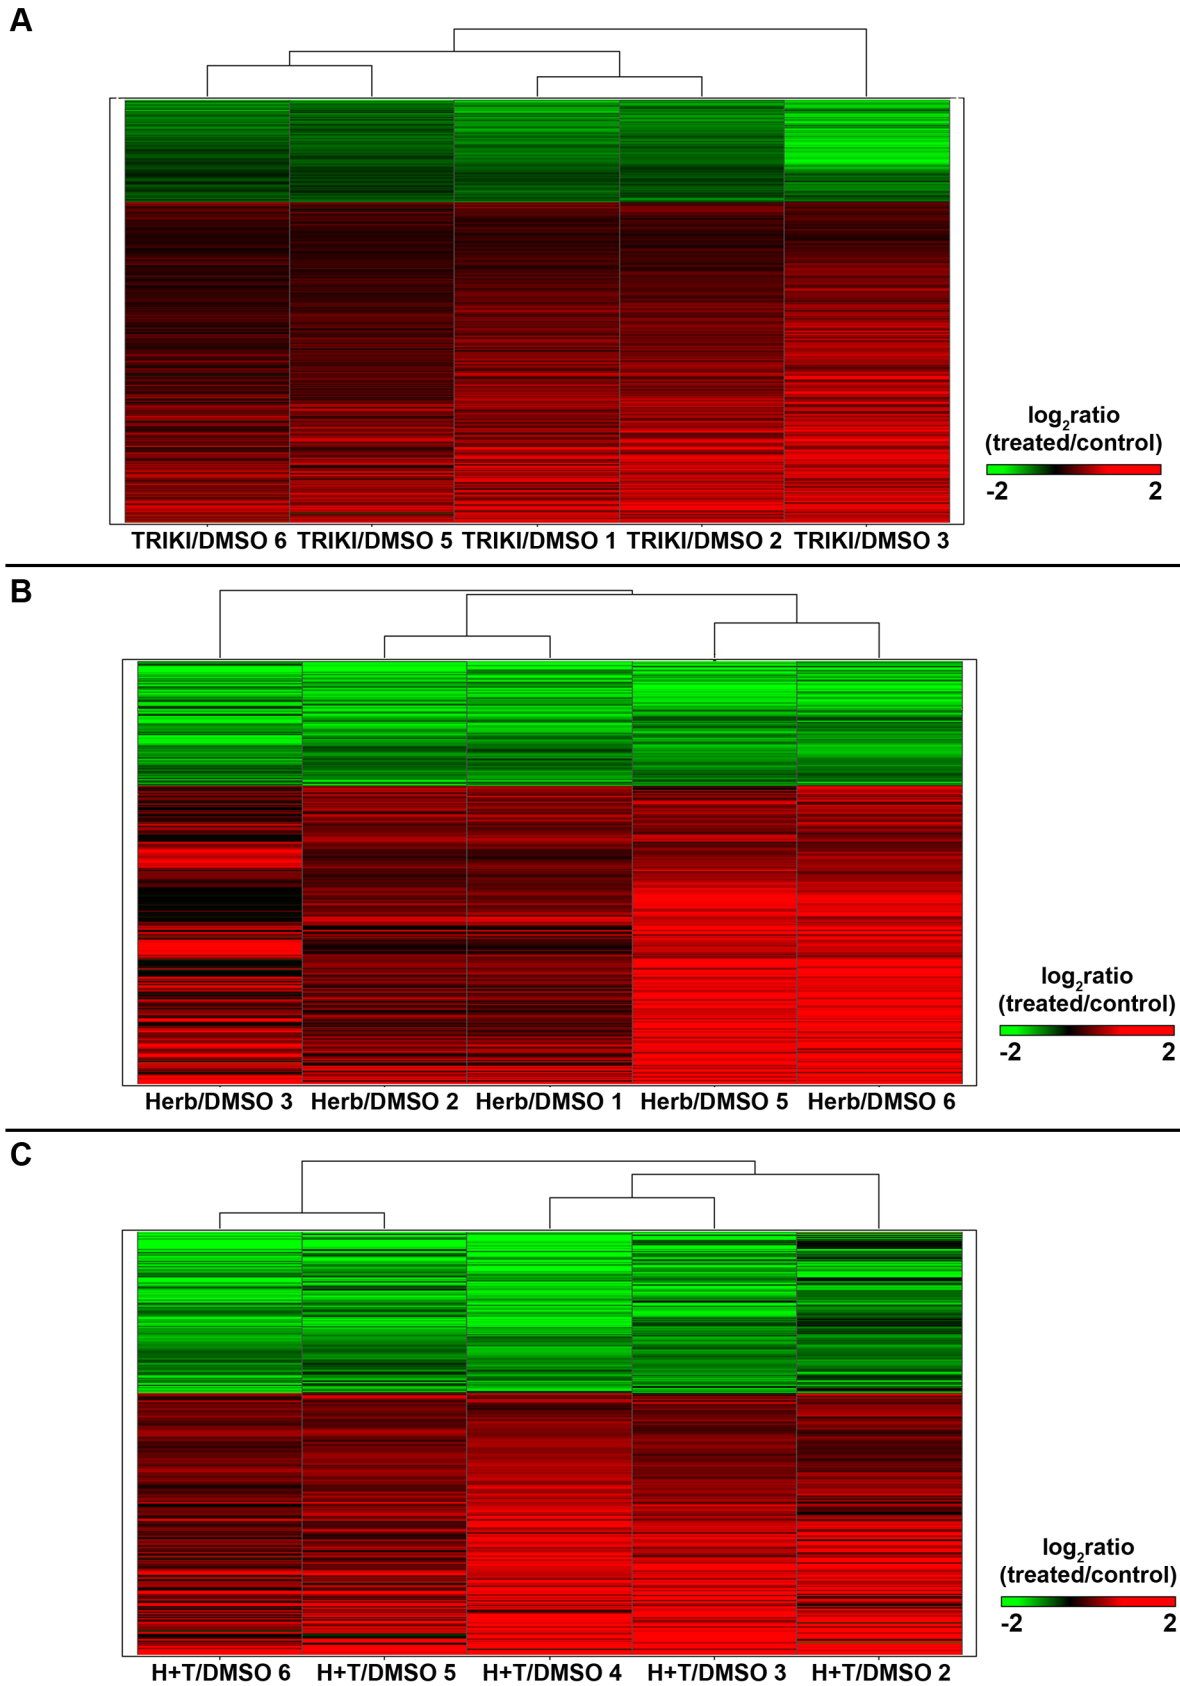 A
log2ratio
(treated/control)
-2 2
TRIKI/DMSO 6 TRIKI/DMSO 5 TRIKI/DMSO 1 TRIKI/DMSO 2 TRIKI/DMSO 3
B
log2ratio
(treated/control)
-2 2
Herb/DMSO 3 Herb/DMSO 2 Herb/DMSO 1 Herb/DMSO 5 Herb/DMSO 6
C
log2ratio
(treated/control)
-2 2
H+T/DMSO 6 H+T/DMSO 5 H+T/DMSO 4 H+T/DMSO 3 H+T/DMSO 2